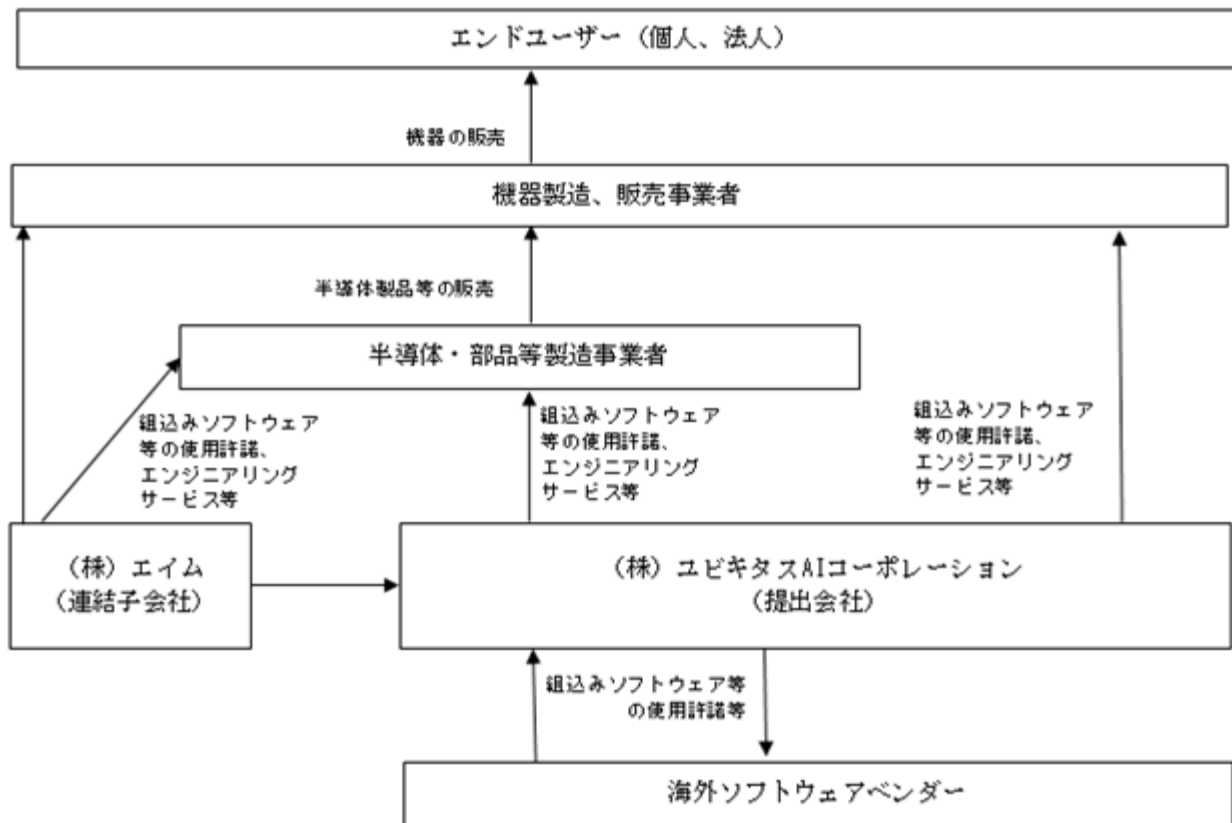 エンドユーザー（個人、法人）
機器の販売
機器製造、販売事業者
半導体製品等の販売
半導体・部品等製造事業者
組込みソフトウェア
等の使用許諾、
エンジニアリング
サービス等
組込みソフトウェア
等の使用許諾、
エンジニアリング
サービス等
組込みソフトウェア
等の使用許諾、
エンジニアリング
サービス等
（株）エイム
（連結子会社）
（株）ユビキタスAIコーポレーション
（提出会社）
組込みソフトウェア等
の使用許諾等
海外ソフトウェアベンダー